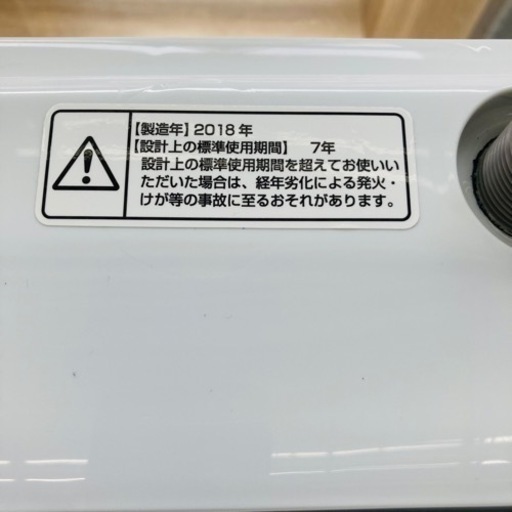 【製造年】2018年
【設計上の標準使用期間】 7年
設計上の標準使用期間を超えてお使いい
ただいた場合は、経年劣化による発火・
けが等の事故に至るおそれがあります。